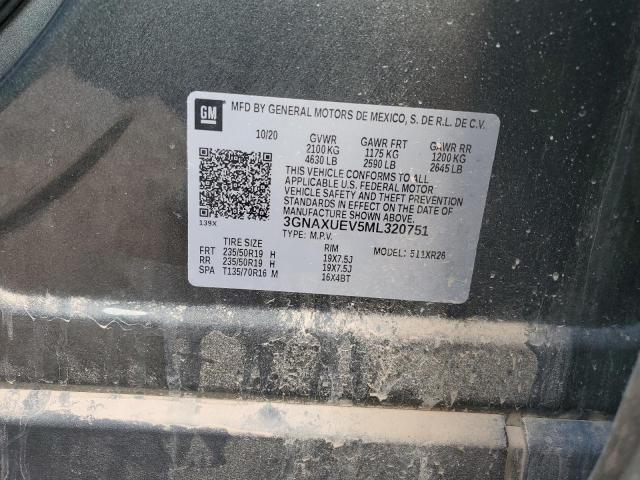 GM MFD BY GENERAL MOTORS DE MEXICO, S. DE R.L. DE C.V.
10/20 GVWR GAWR FRT GAWR RR
2100 KG 1175 KG 1200 KG
4630 LB 2590 LB 2645 LB
THIS VEHICLE CONFORMS TO ALL
APPLICABLE U.S. FEDERAL MOTOR
VEHICLE SAFETY AND THEFT PREVENTION
STANDARDS IN EFFECT ON THE DATE OF
MANUFACTURE SHOWN ABOVE.
139X 3GNAXUEV5ML320751
TYPE: M.P.V. MODEL: 511XR26
TIRE SIZE RIM
FRT 235/50R19 H 19X7.5J
RR 235/50R19 H 19X7.5J
SPA T135/70R16 M 16X4BT